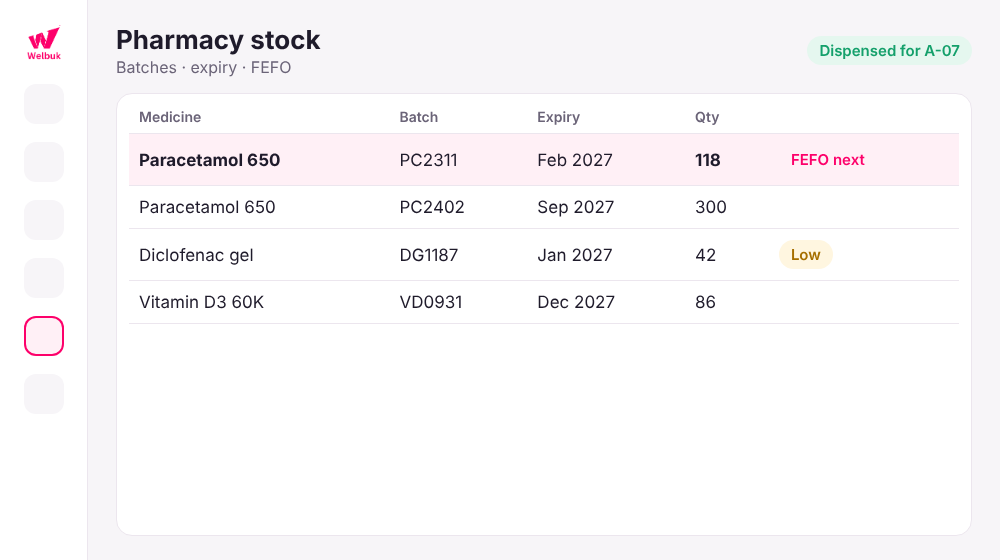 Welbuk
Pharmacy stock
Batches · expiry · FEFO
Dispensed for A-07
Medicine Batch Expiry Qty
Paracetamol 650 PC2311 Feb 2027 118 FEFO next
Paracetamol 650 PC2402 Sep 2027 300
Diclofenac gel DG1187 Jan 2027 42 Low
Vitamin D3 60K VD0931 Dec 2027 86